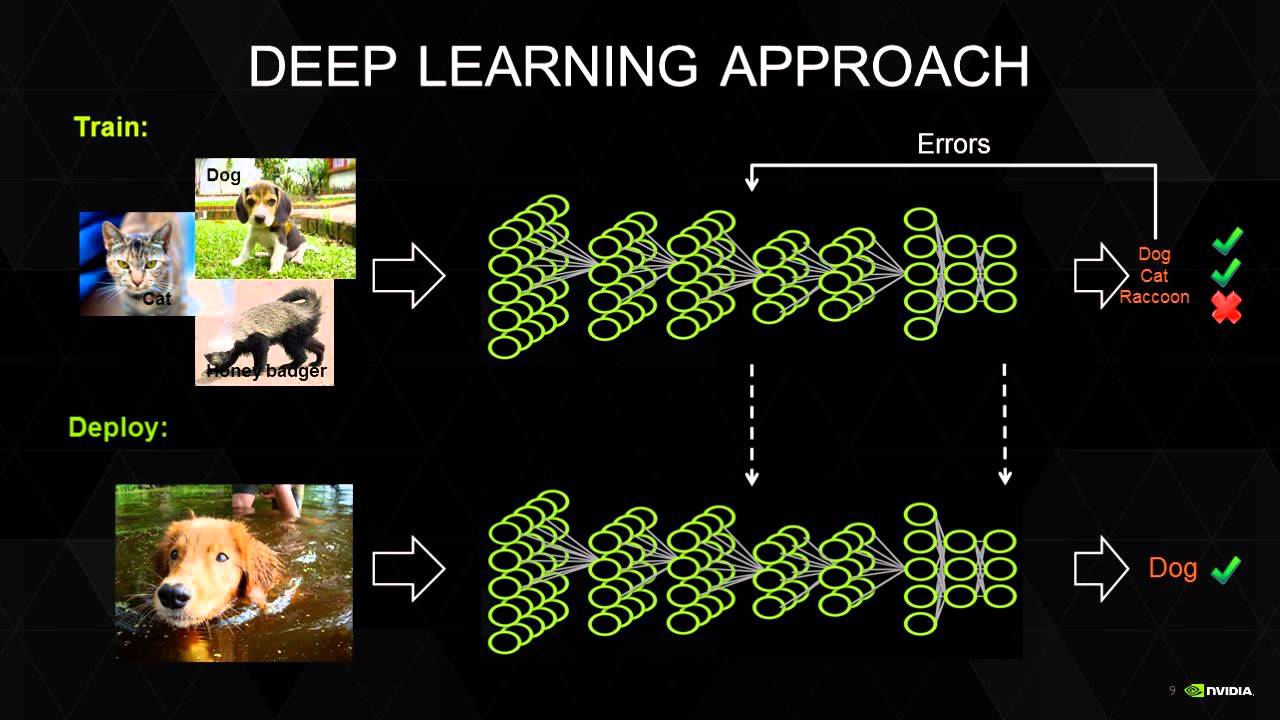 DEEP LEARNING APPROACH
Train:
Errors
Dog
Cat
Honey badger
Dog
Cat
Raccoon
Deploy:
Dog
9
NVIDIA.